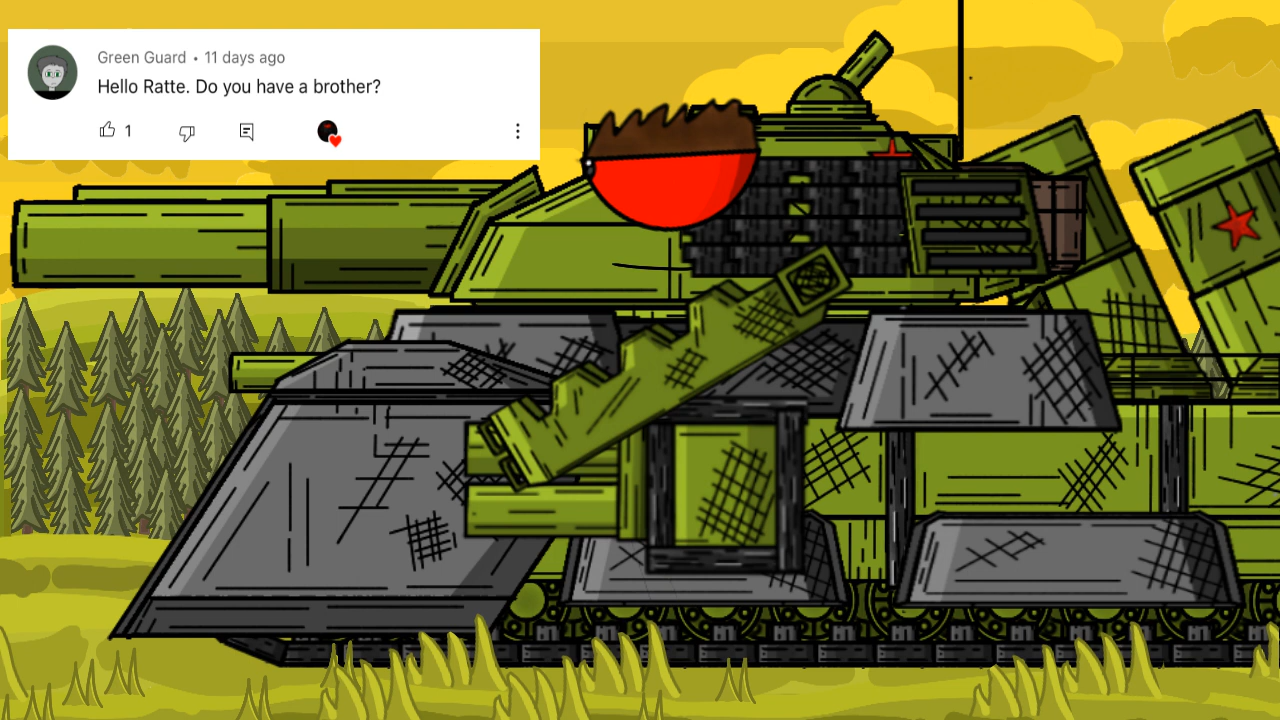 Green Guard • 11 days ago
Hello Ratte. Do you have a brother?
1